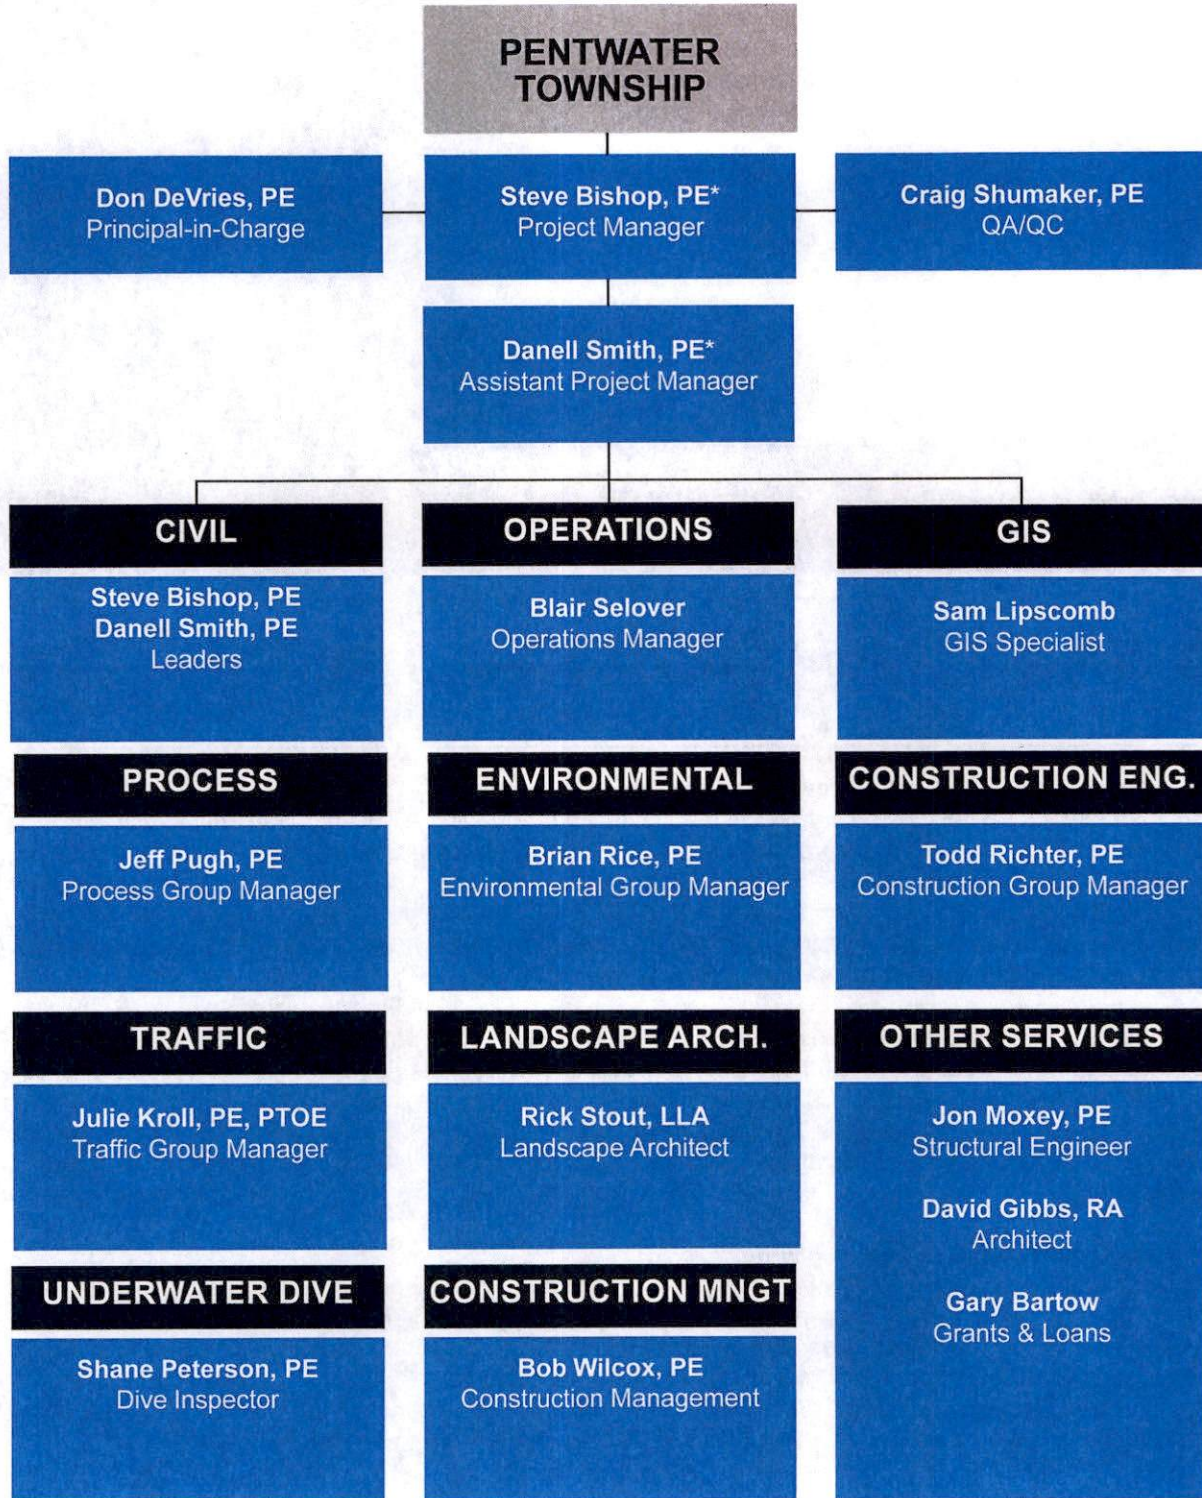 PENTWATER
TOWNSHIP
Don DeVries, PE
Principal-in-Charge
Steve Bishop, PE*
Project Manager
Craig Shumaker, PE
QA/QC
Danell Smith, PE*
Assistant Project Manager
CIVIL
Steve Bishop, PE
Danell Smith, PE
Leaders
OPERATIONS
Blair Selover
Operations Manager
GIS
Sam Lipscomb
GIS Specialist
PROCESS
Jeff Pugh, PE
Process Group Manager
ENVIRONMENTAL
Brian Rice, PE
Environmental Group Manager
CONSTRUCTION ENG.
Todd Richter, PE
Construction Group Manager
TRAFFIC
Julie Kroll, PE, PTOE
Traffic Group Manager
LANDSCAPE ARCH.
Rick Stout, LLA
Landscape Architect
OTHER SERVICES
Jon Moxey, PE
Structural Engineer
David Gibbs, RA
Architect
Gary Bartow
Grants & Loans
UNDERWATER DIVE
Shane Peterson, PE
Dive Inspector
CONSTRUCTION MNGT
Bob Wilcox, PE
Construction Management